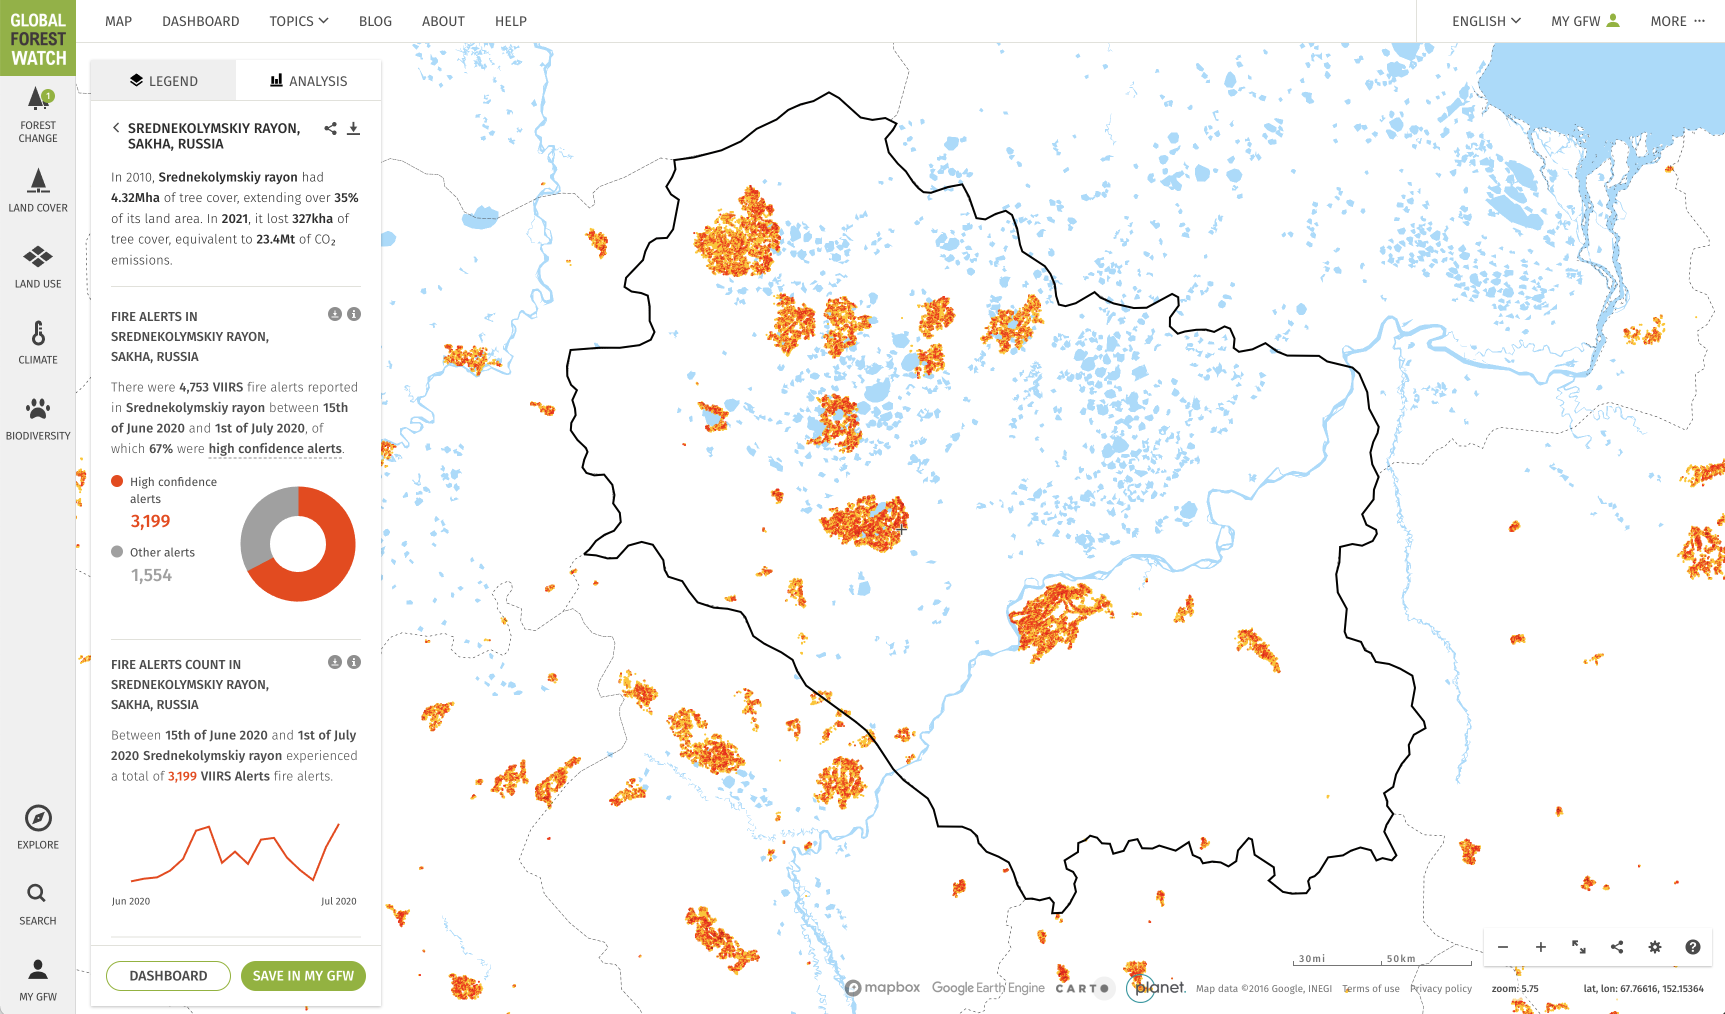 GLOBAL
FOREST
WATCH
MAP
DASHBOARD
TOPICS
BLOG
ABOUT
HELP
ENGLISH
MY GFW
MORE
1
FOREST
CHANGE
LAND COVER
LAND USE
CLIMATE
BIODIVERSITY
EXPLORE
SEARCH
MY GFW
LEGEND
ANALYSIS
SREDNEKOLYMSKIY RAYON,
SAKHA, RUSSIA
In 2010, Srednekolymskiy rayon had
4.32Mha of tree cover, extending over 35%
of its land area. In 2021, it lost 327kha of
tree cover, equivalent to 23.4Mt of CO₂
emissions.
FIRE ALERTS IN
SREDNEKOLYMSKIY RAYON,
SAKHA, RUSSIA
There were 4,753 VIIRS fire alerts reported
in Srednekolymskiy rayon between 15th
of June 2020 and 1st of July 2020, of
which 67% were high confidence alerts.
High confidence
alerts
3,199
Other alerts
1,554
FIRE ALERTS COUNT IN
SREDNEKOLYMSKIY RAYON,
SAKHA, RUSSIA
Between 15th of June 2020 and 1st of July
2020 Srednekolymskiy rayon experienced
a total of 3,199 VIIRS Alerts fire alerts.
Jun 2020
Jul 2020
DASHBOARD
SAVE IN MY GFW
30mi
50km
mapbox
Google Earth Engine
CARTO
planet.
Map data ©2016 Google, INEGI
Terms of use
Privacy policy
zoom: 5.75
lat, lon: 67.76616, 152.15364